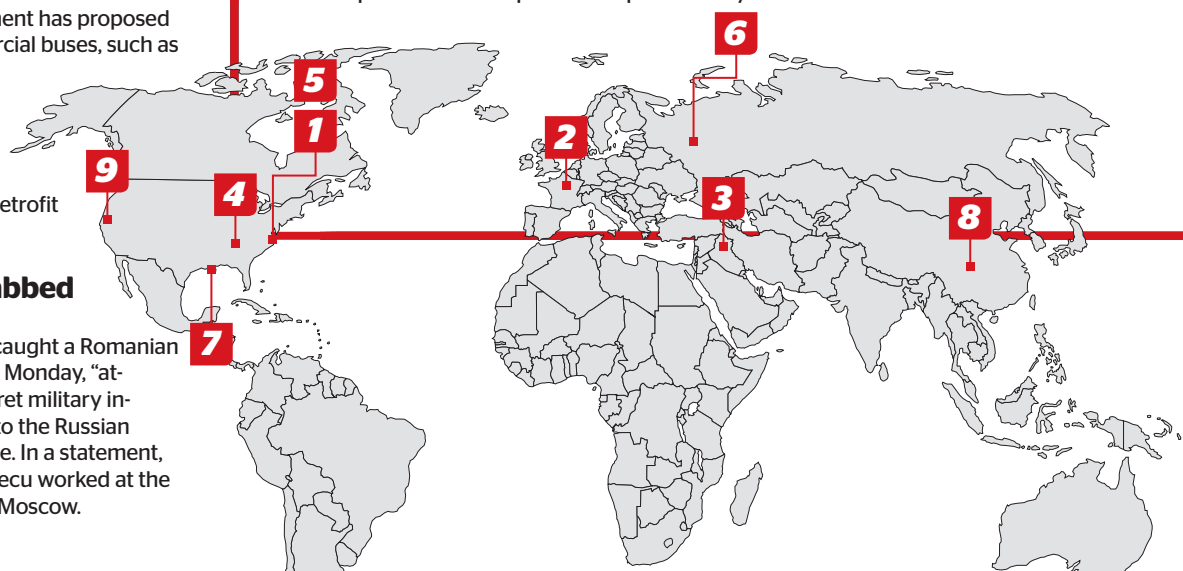 ment has proposed
rcial buses, such as
etrofit
abbed
caught a Romanian
Monday, “at-
ret military in-
to the Russian
e. In a statement,
ecu worked at the
Moscow.
5
1
9
4
7
2
6
3
8